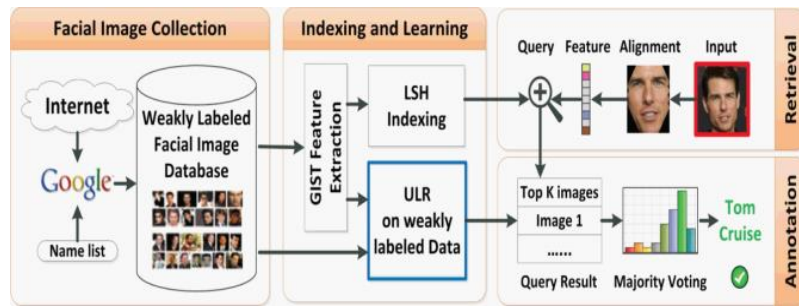 Facial Image Collection
Internet
Google
Name list
Weakly Labeled
Facial Image
Database
Indexing and Learning
GIST Feature
Extraction
LSH
Indexing
ULR
on weakly
labeled Data
Query
Feature
Alignment
Input
Retrieval
Top K images
Image 1
......
Query Result
Majority Voting
Tom
Cruise
Annotation